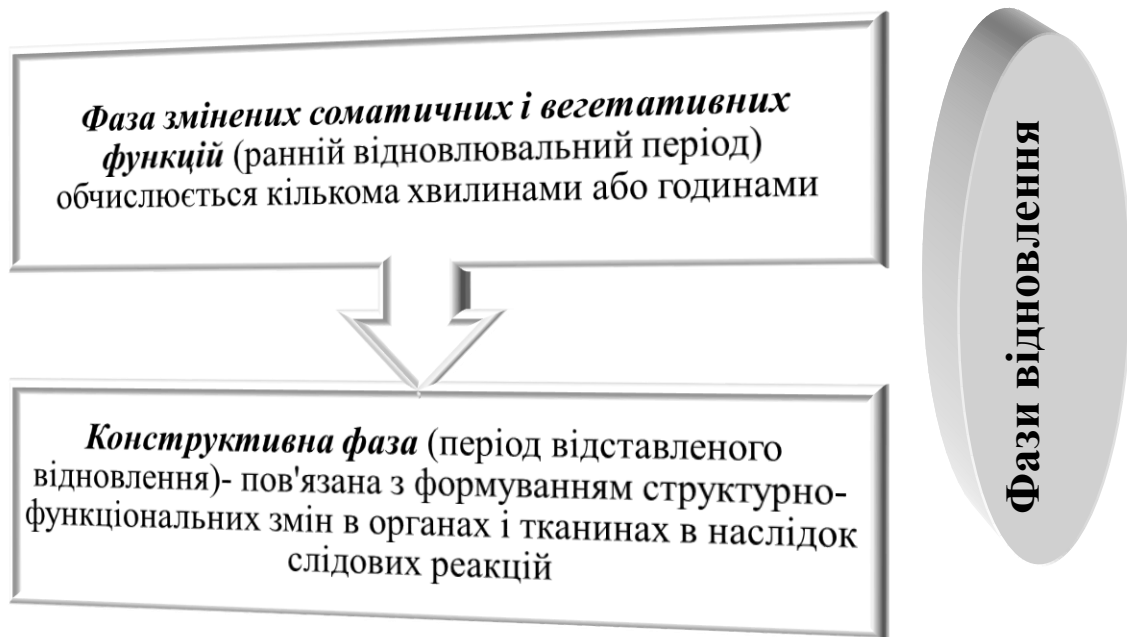 Фаза змінених соматичних і вегетативних
функцій (ранній відновлювальний період)
обчислюється кількома хвилинами або годинами
Конструктивна фаза (період відставленого
відновлення)- пов'язана з формуванням структурно-
функціональних змін в органах і тканинах в наслідок
слідових реакцій
Фази відновлення